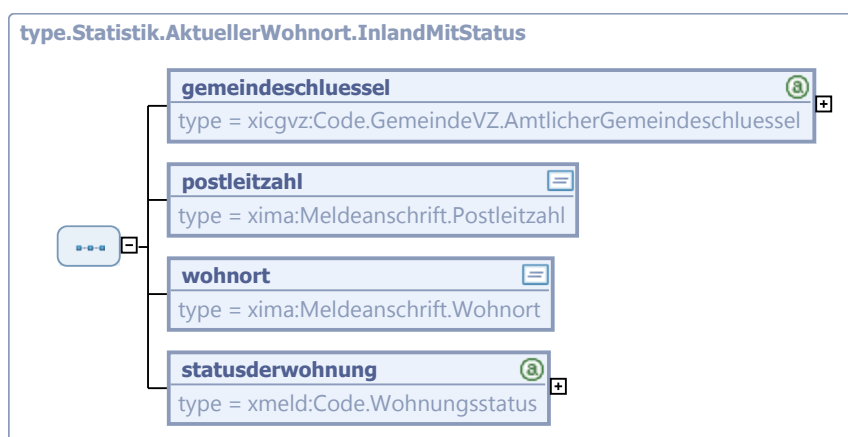 type.Statistik.AktuellerWohnort.InlandMitStatus
gemeindeschluessel
type = xicgvz:Code.GemeindeVZ.AmtlicherGemeindeschluessel
postleitzahl
type = xima:Meldeanschrift.Postleitzahl
wohnort
type = xima:Meldeanschrift.Wohnort
statusderwohnung
type = xmeld:Code.Wohnungsstatus